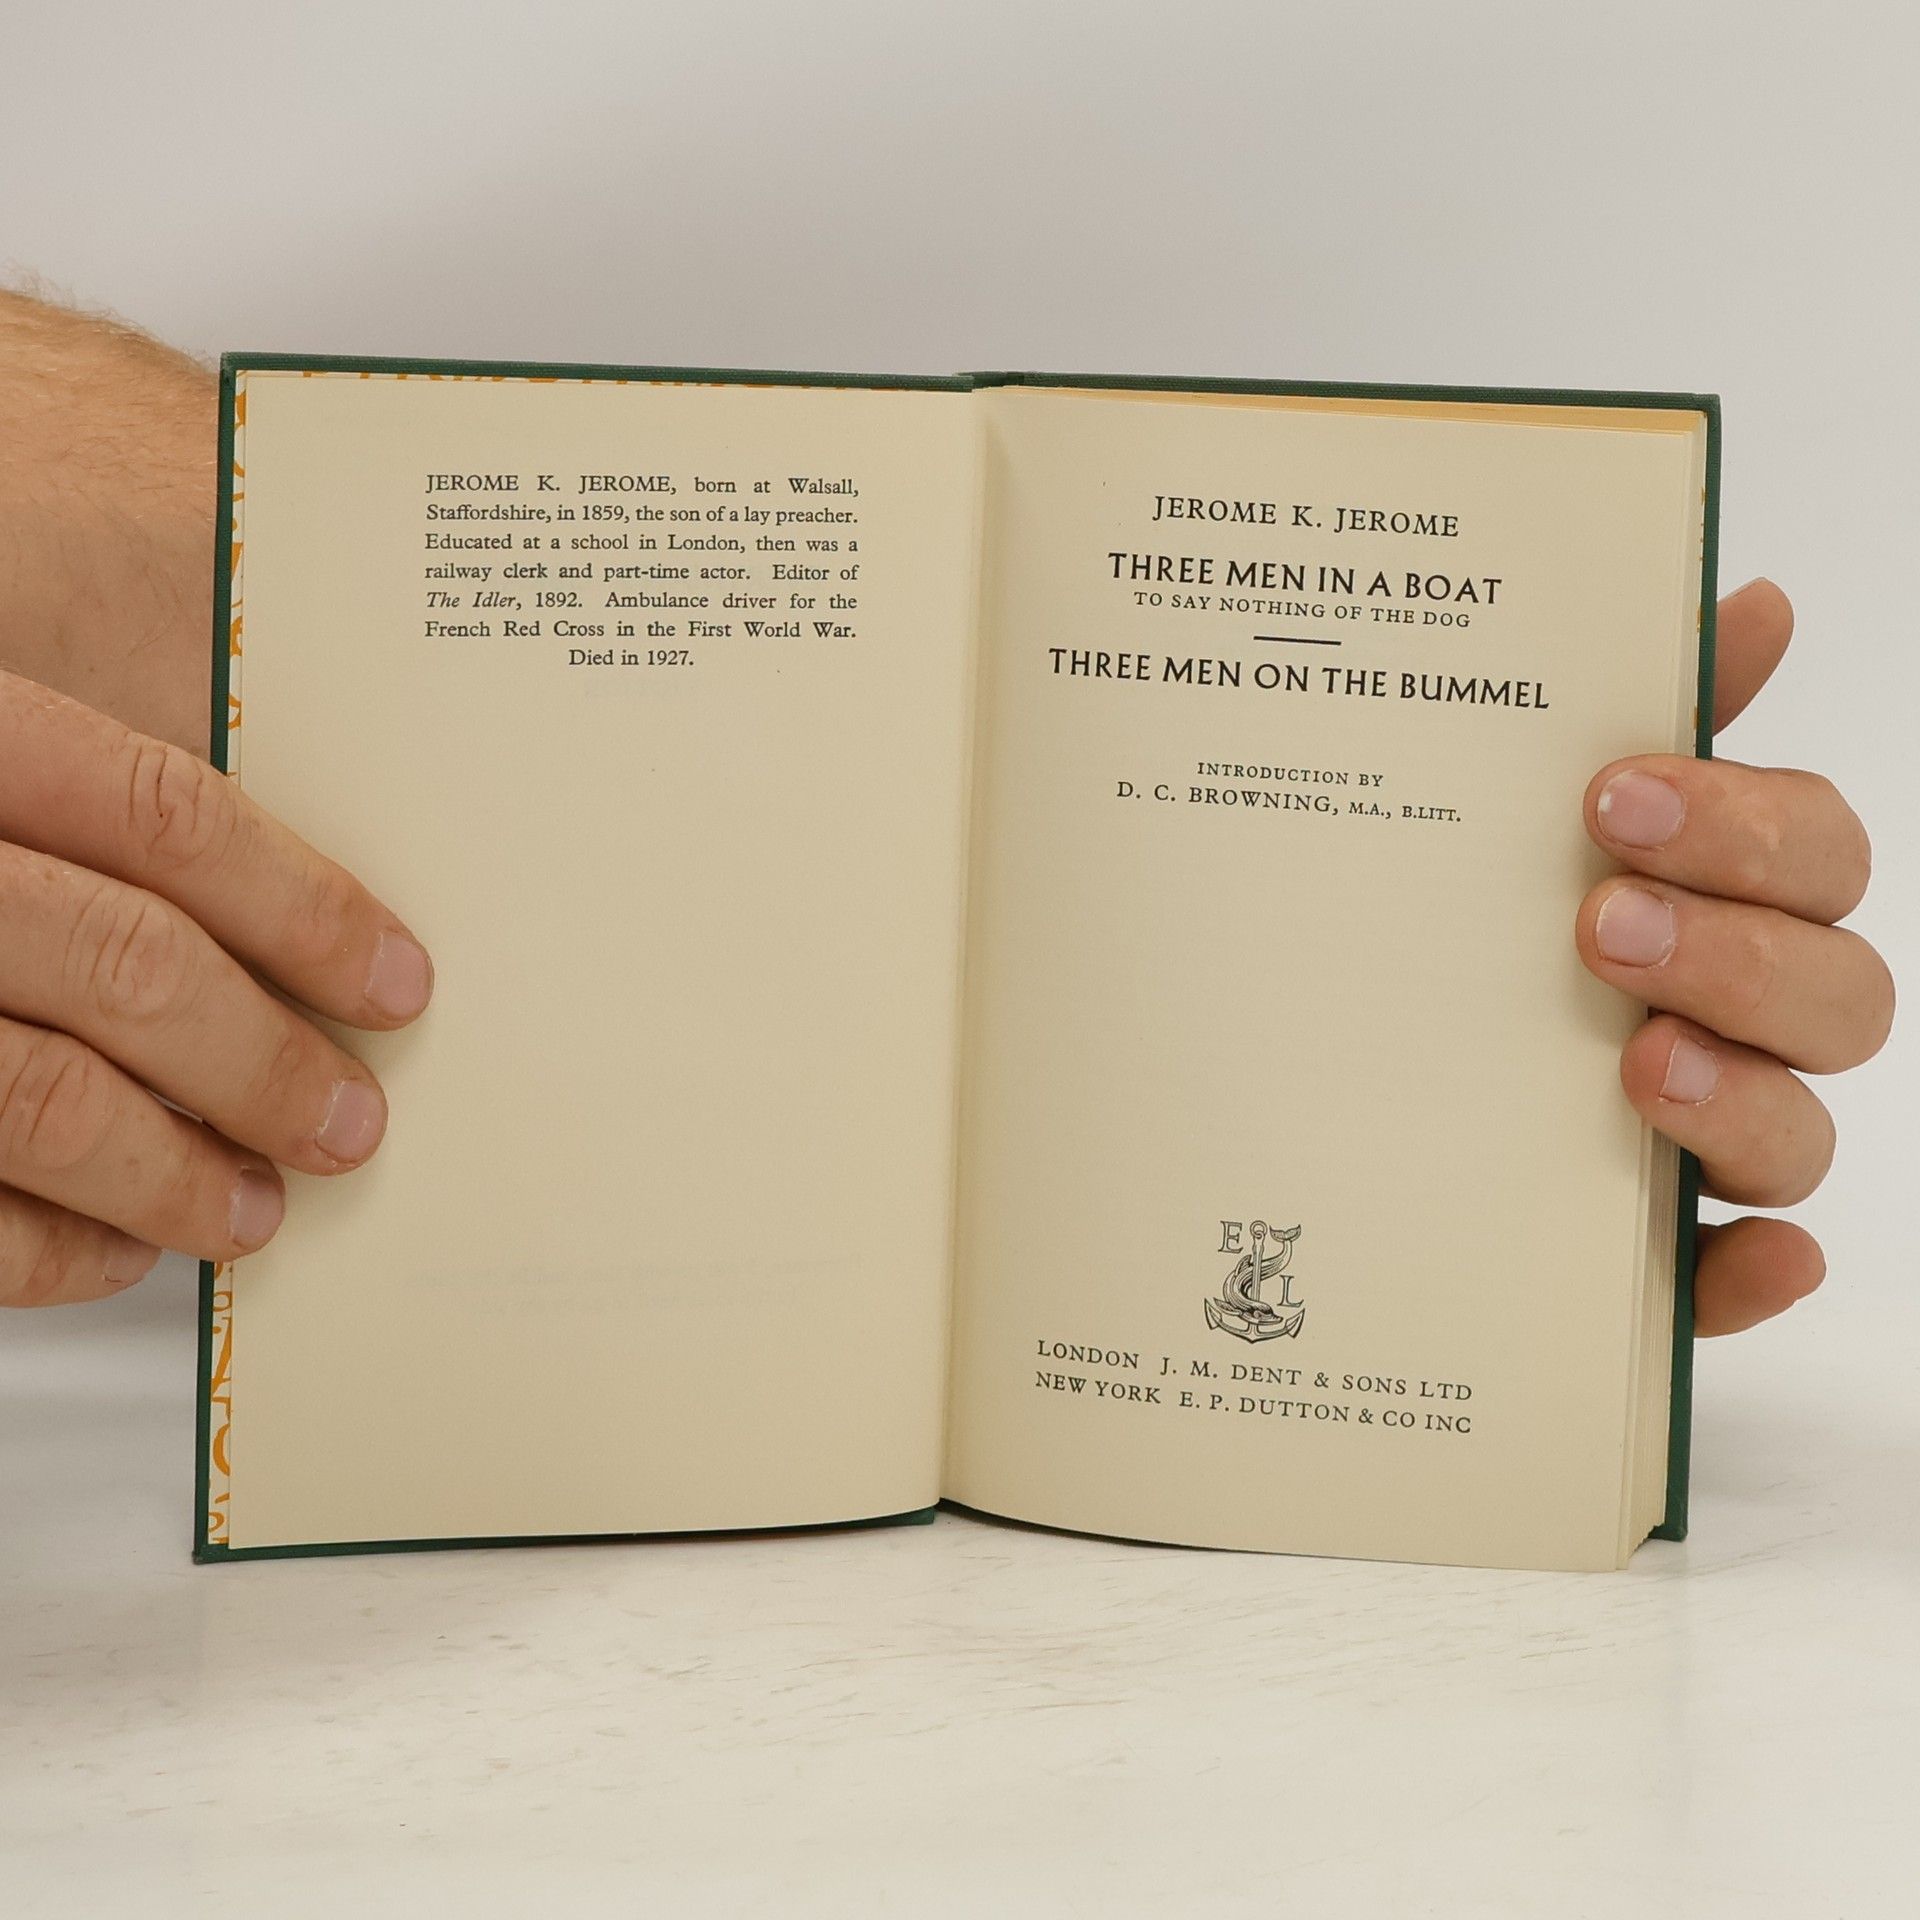 JEROME K. JEROME, born at Walsall,
Staffordshire, in 1859, the son of a lay preacher.
Educated at a school in London, then was a
railway clerk and part-time actor. Editor of
The Idler, 1892. Ambulance driver for the
French Red Cross in the First World War.
Died in 1927.
JEROME K. JEROME
THREE MEN IN A BOAT
TO SAY NOTHING OF THE DOG
THREE MEN ON THE BUMMEL
INTRODUCTION BY
D. C. BROWNING, M.A., B.LITT.
E
L
LONDON J. M. DENT & SONS LTD
NEW YORK E. P. DUTTON & CO INC